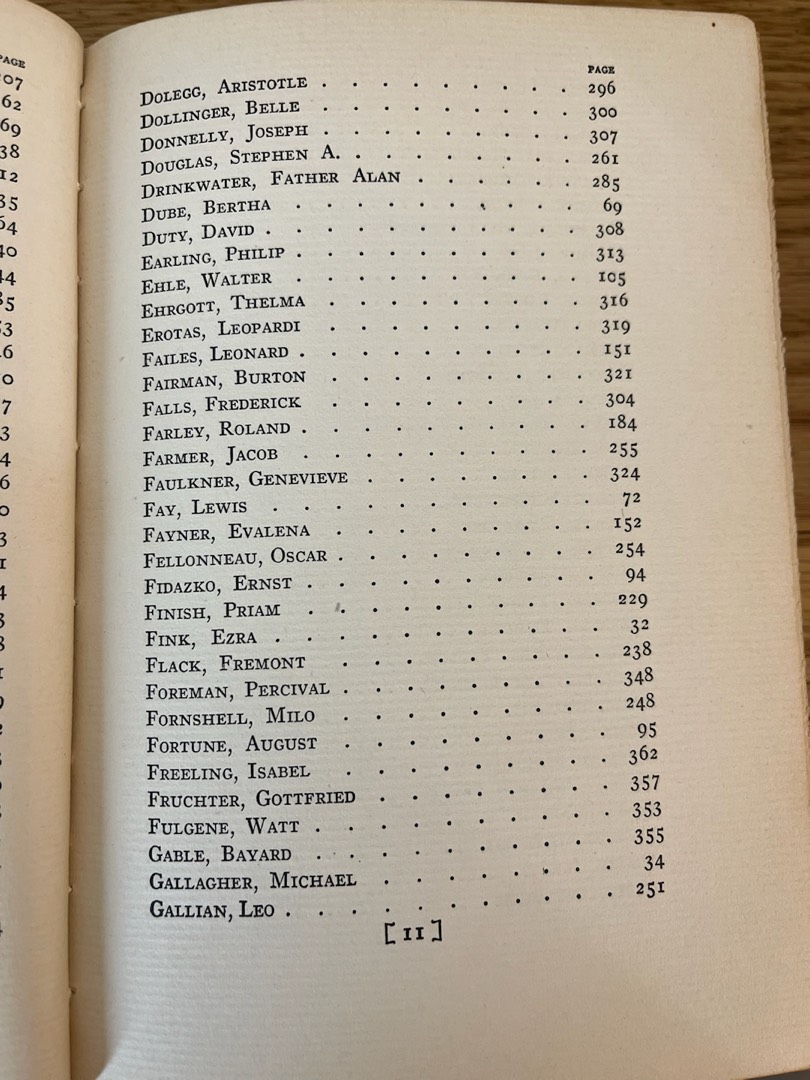 PAGE
DOLEGG, ARISTOTLE . . . . . . . . . 296
DOLLINGER, BELLE . . . . . . . . . 300
DONNELLY, JOSEPH . . . . . . . . . 307
DOUGLAS, STEPHEN A. . . . . . . . . 261
DRINKWATER, FATHER ALAN . . . . . . 285
DUBE, BERTHA . . . . . . . . . 69
DUTY, DAVID . . . . . . . . . . 308
EARLING, PHILIP . . . . . . . . . . 313
EHLE, WALTER . . . . . . . . . 105
EHRGOTT, THELMA . . . . . . . . . 316
EROTAS, LEOPARDI . . . . . . . . . 319
FAILES, LEONARD . . . . . . . . . . 151
FAIRMAN, BURTON . . . . . . . . . 321
FALLS, FREDERICK . . . . . . . . . 304
FARLEY, ROLAND . . . . . . . . . . 184
FARMER, JACOB . . . . . . . . . . 255
FAULKNER, GENEVIEVE . . . . . . . . 324
FAY, LEWIS . . . . . . . . . . . 72
FAYNER, EVALENA . . . . . . . . . 152
FELLONNEAU, OSCAR . . . . . . . . . 254
FIDAZKO, ERNST . . . . . . . . . . 94
FINISH, PRIAM . . . . . . . . . . 229
FINK, EZRA . . . . . . . . . . . 32
FLACK, FREMONT . . . . . . . . . 238
FOREMAN, PERCIVAL . . . . . . . . . 348
FORNSHELL, MILO . . . . . . . . . 248
FORTUNE, AUGUST . . . . . . . . . 95
FREELING, ISABEL . . . . . . . . . 362
FRUCHTER, GOTTFRIED . . . . . . . . 357
FULGENE, WATT . . . . . . . . . . 353
GABLE, BAYARD . . . . . . . . . . 355
GALLAGHER, MICHAEL . . . . . . . . 34
GALLIAN, LEO . . . . . . . . . . 251
[ 11 ]